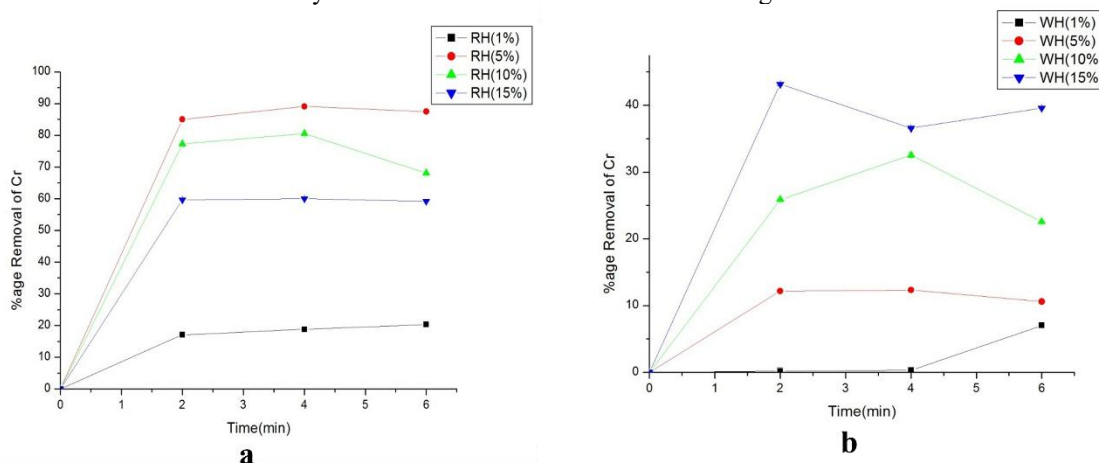 RH(1%)
RH(5%)
RH(10%)
RH(15%)
100
90
80
70
60
50
40
30
20
10
0
%age Removal of Cr
0 1 2 3 4 5 6
Time(min)
a
WH(1%)
WH(5%)
WH(10%
WH(15%
40
30
20
10
0
%age Removal of Cr
0 1 2 3 4 5 6
Time(min)
b